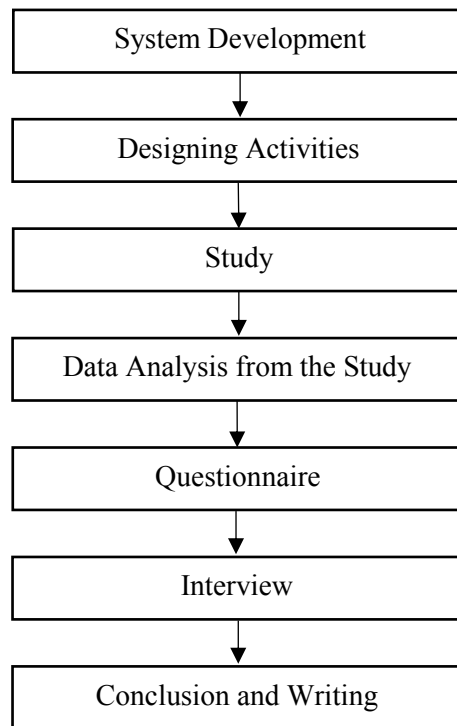 System Development
Designing Activities
Study
Data Analysis from the Study
Questionnaire
Interview
Conclusion and Writing